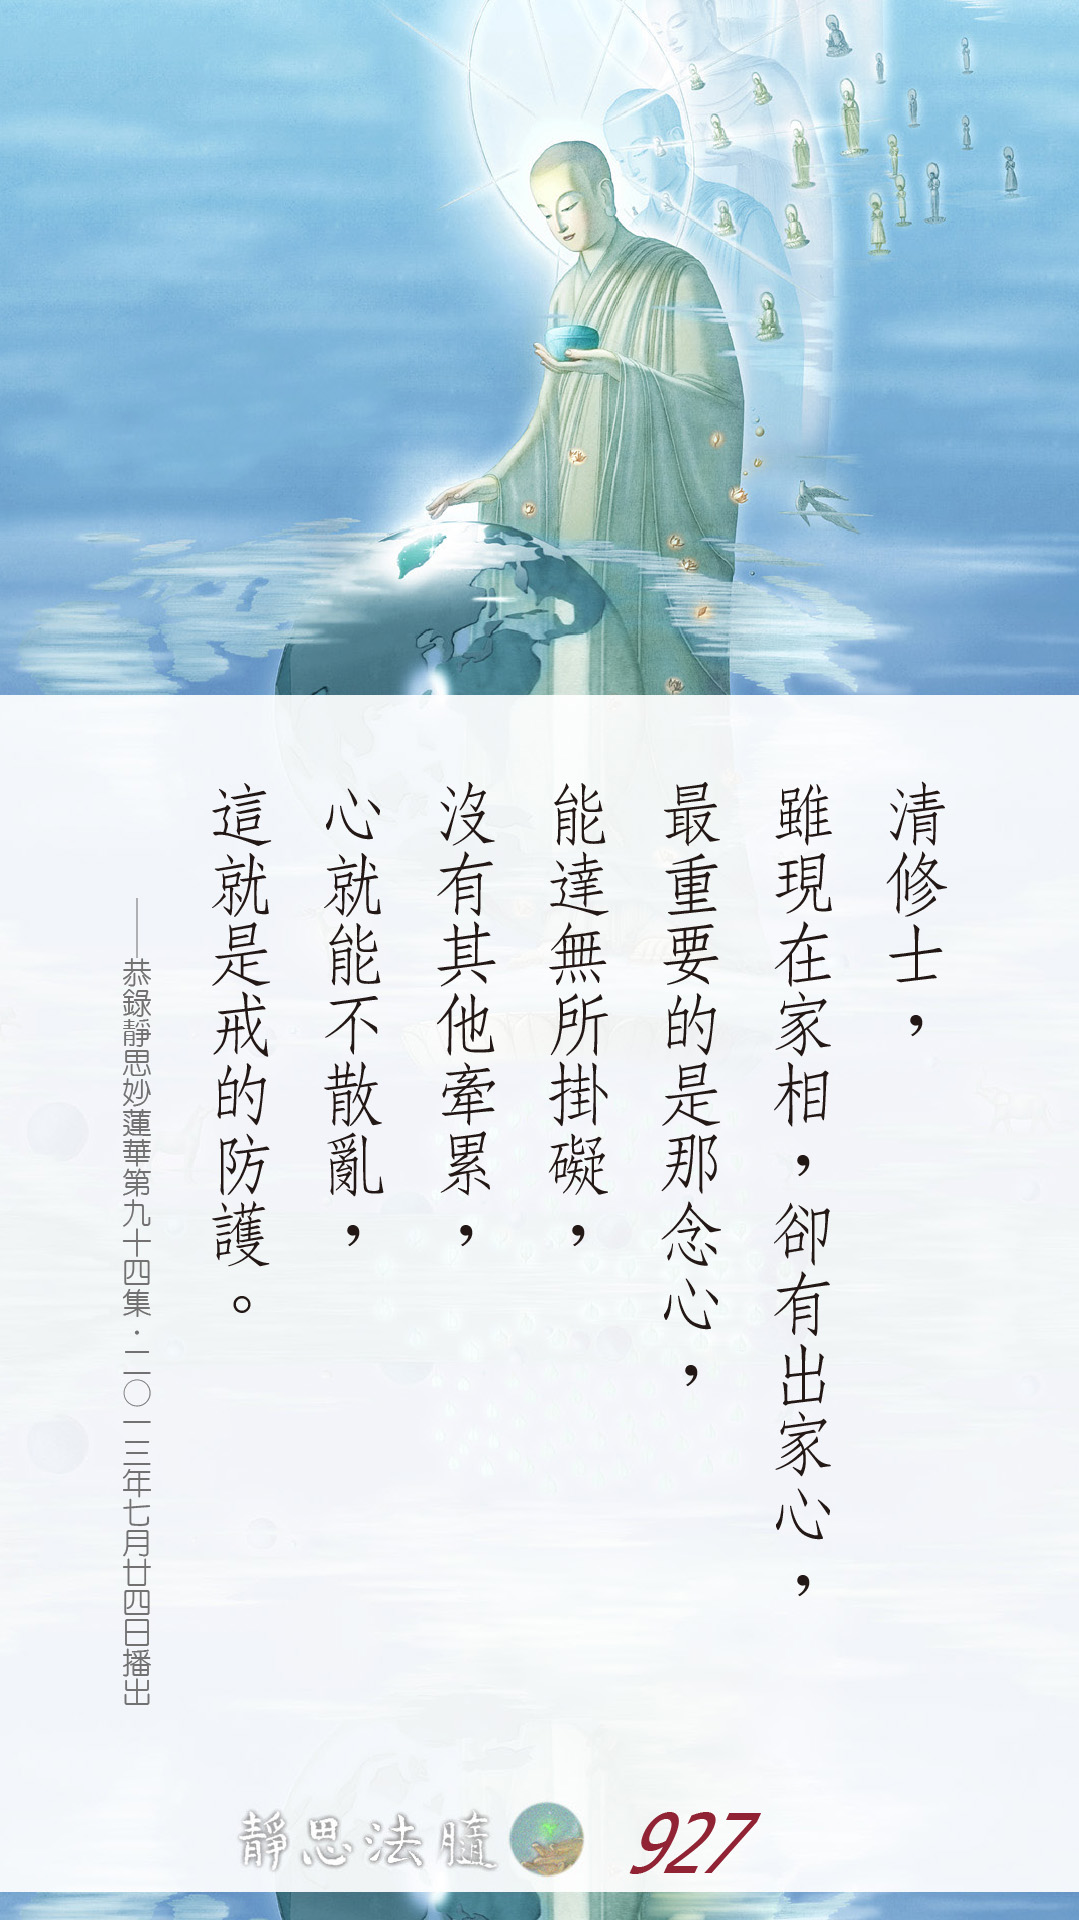 清修士，
雖現在家相，卻有出家心，
最重要的是那念心，
能達無所掛礙，
沒有其他牽累，
心就能不散亂，
這就是戒的防護。
——恭錄靜思妙蓮華第九十四集・二〇一三年七月廿四日播出
靜思法髓 927